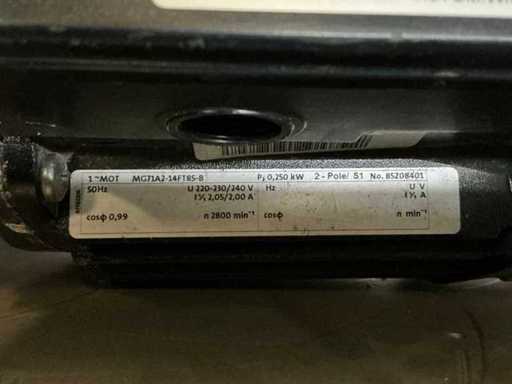 1~MOT MG71A2-14FT85-B P₂ 0,250 kW 2 - Pole/ S1 No. 85208401
50Hz U 220-230/240 V Hz U V
I 1/1 2,05/2,00 A I 1/1 A
cosφ 0,99 n 2800 min⁻¹ cosφ n min⁻¹